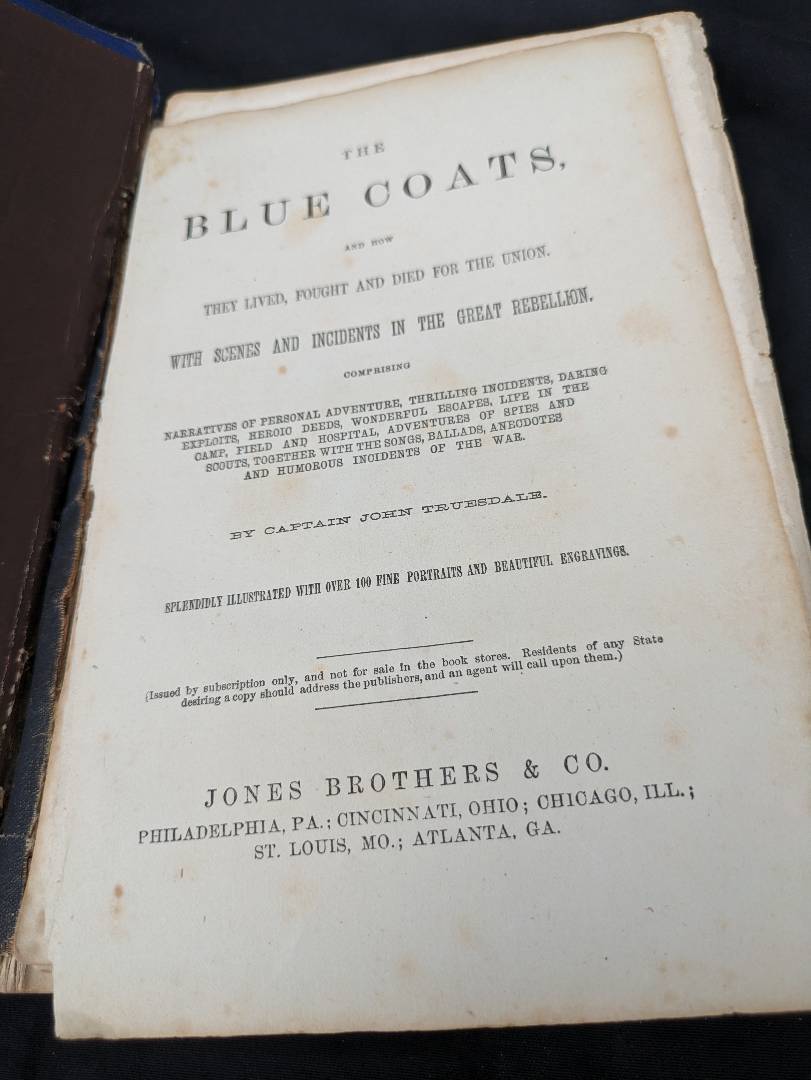 THE
BLUE COATS,
AND HOW
THEY LIVED, FOUGHT AND DIED FOR THE UNION.
WITH SCENES AND INCIDENTS IN THE GREAT REBELLION.
COMPRISING
NARRATIVES OF PERSONAL ADVENTURE, THRILLING INCIDENTS, DARING
EXPLOITS, HEROIC DEEDS, WONDERFUL ESCAPES, LIFE IN THE
CAMP, FIELD AND HOSPITAL, ADVENTURES OF SPIES AND
SCOUTS, TOGETHER WITH THE SONGS, BALLADS, ANECDOTES
AND HUMOROUS INCIDENTS OF THE WAR.
BY CAPTAIN JOHN TRUESDALE.
SPLENDIDLY ILLUSTRATED WITH OVER 100 FINE PORTRAITS AND BEAUTIFUL ENGRAVINGS.
(Issued by subscription only, and not for sale in the book stores. Residents of any State
desiring a copy should address the publishers, and an agent will call upon them.)
JONES BROTHERS & CO.
PHILADELPHIA, PA.; CINCINNATI, OHIO; CHICAGO, ILL.;
ST. LOUIS, MO.; ATLANTA, GA.